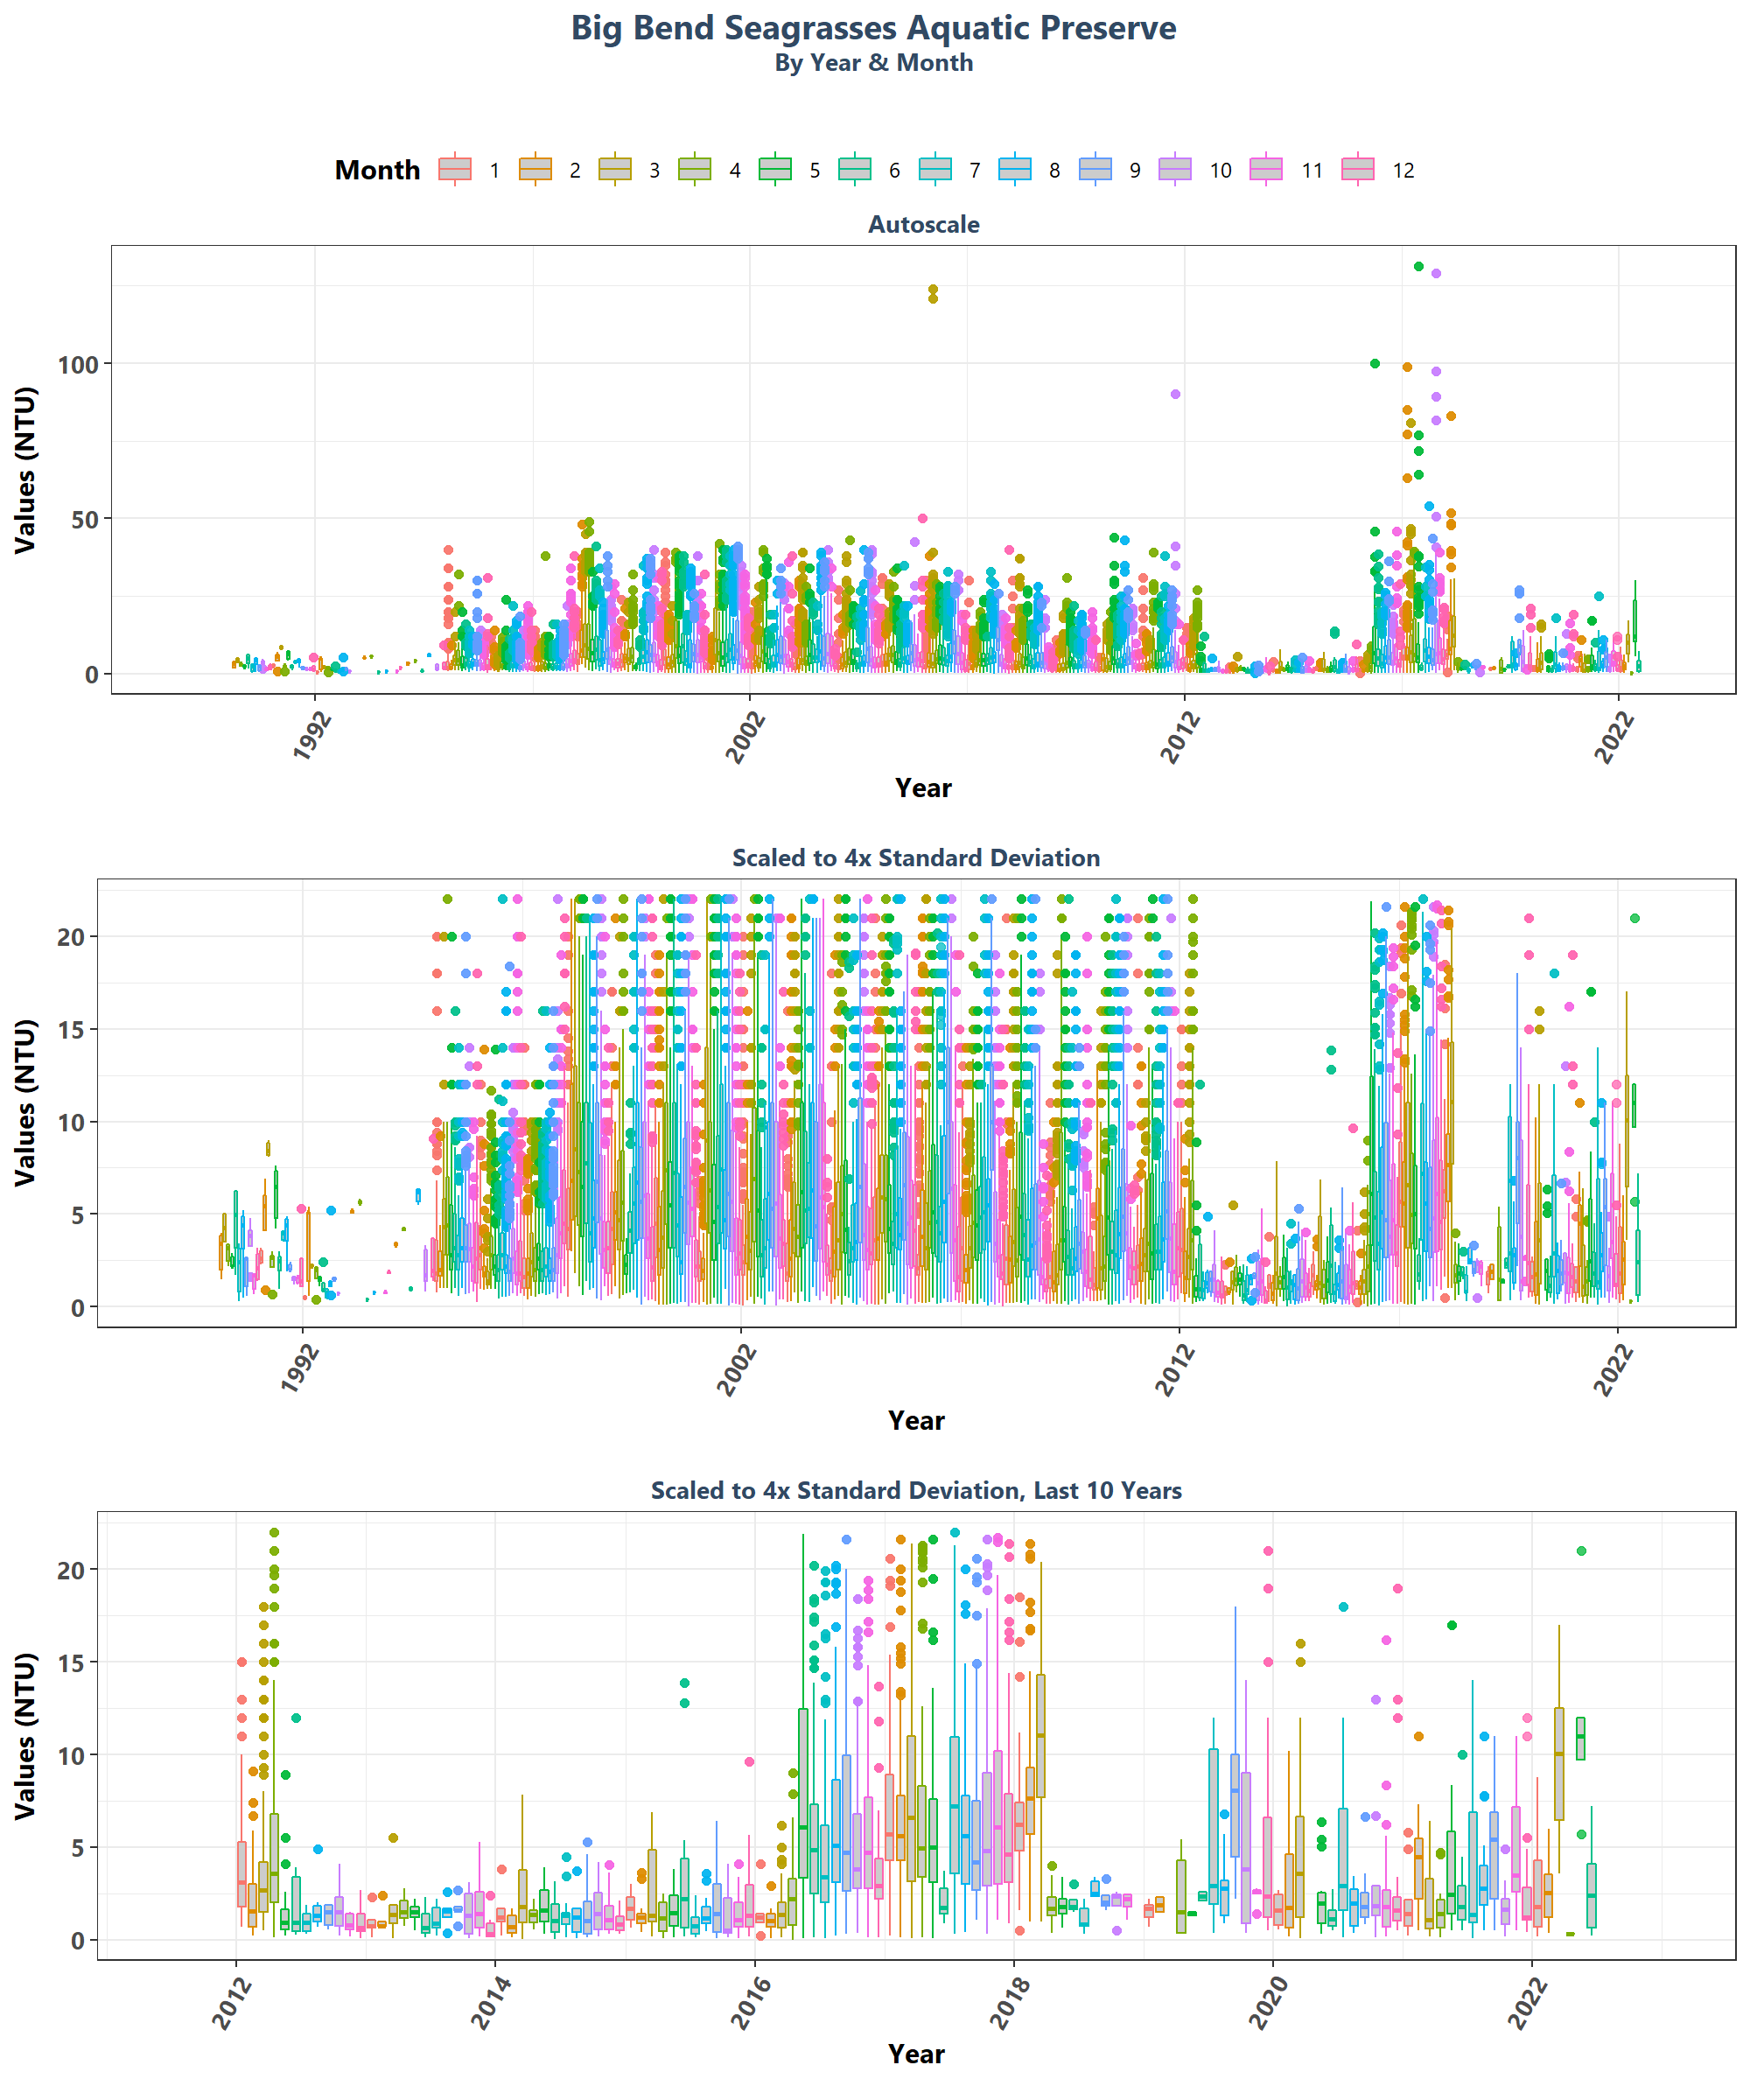 Big Bend Seagrasses Aquatic Preserve
By Year & Month
Month 1 2 3 4 5 6 7 8 9 10 11 12
Autoscale
Values (NTU)
100
50
0
1992 2002 2012 2022
Year
Scaled to 4x Standard Deviation
Values (NTU)
20
15
10
5
0
1992 2002 2012 2022
Year
Scaled to 4x Standard Deviation, Last 10 Years
Values (NTU)
20
15
10
5
0
2012 2014 2016 2018 2020 2022
Year